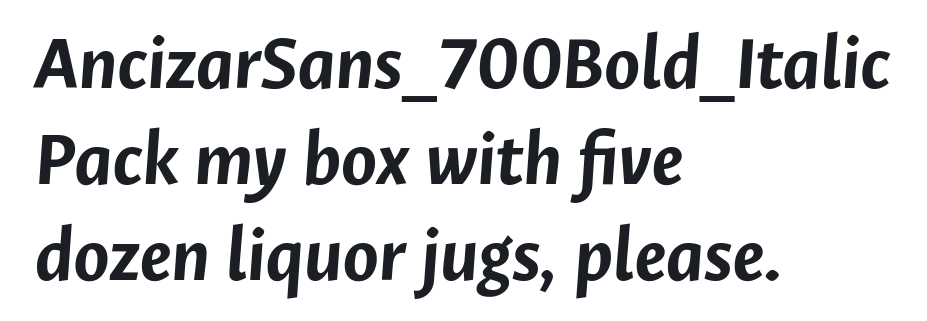 AncizarSans_700Bold_Italic
Pack my box with five
dozen liquor jugs, please.